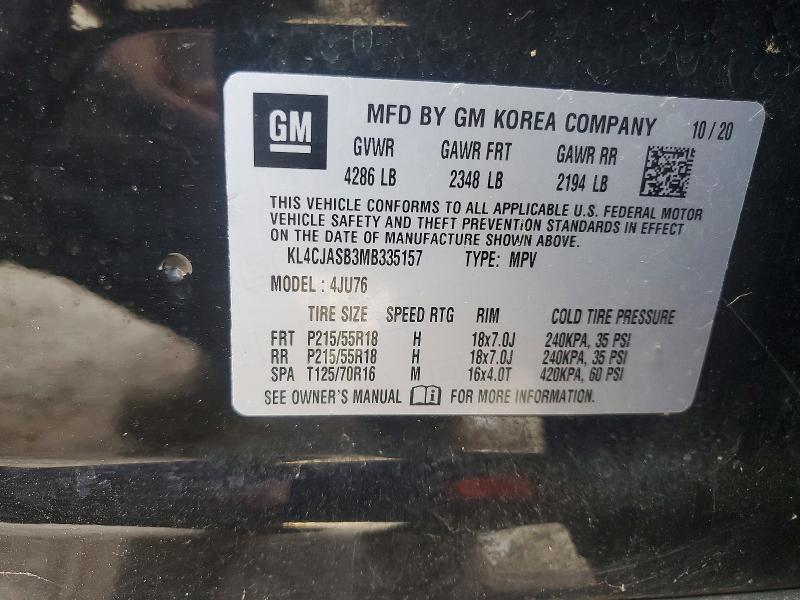 GM MFD BY GM KOREA COMPANY 10/20
GVWR GAWR FRT GAWR RR
4286 LB 2348 LB 2194 LB
THIS VEHICLE CONFORMS TO ALL APPLICABLE U.S. FEDERAL MOTOR
VEHICLE SAFETY AND THEFT PREVENTION STANDARDS IN EFFECT
ON THE DATE OF MANUFACTURE SHOWN ABOVE.
KL4CJASB3MB335157 TYPE: MPV
MODEL : 4JU76
TIRE SIZE SPEED RTG RIM COLD TIRE PRESSURE
FRT P215/55R18 H 18x7.0J 240KPA, 35 PSI
RR P215/55R18 H 18x7.0J 240KPA, 35 PSI
SPA T125/70R16 M 16x4.0T 420KPA, 60 PSI
SEE OWNER'S MANUAL FOR MORE INFORMATION.